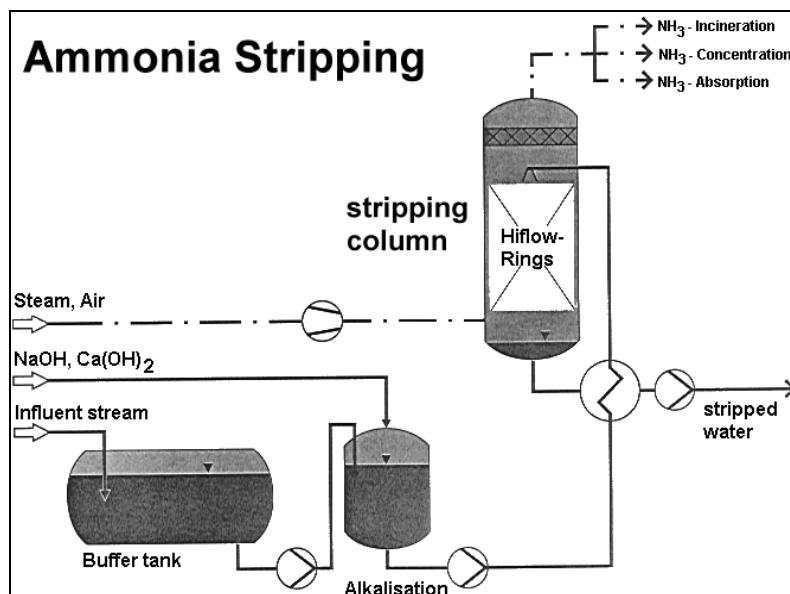 Ammonia Stripping
NH3 - Incineration
NH3 - Concentration
NH3 - Absorption
stripping
column
Hiflow-
Rings
Steam, Air
NaOH, Ca(OH)2
Influent stream
stripped
water
Buffer tank
Alkalisation